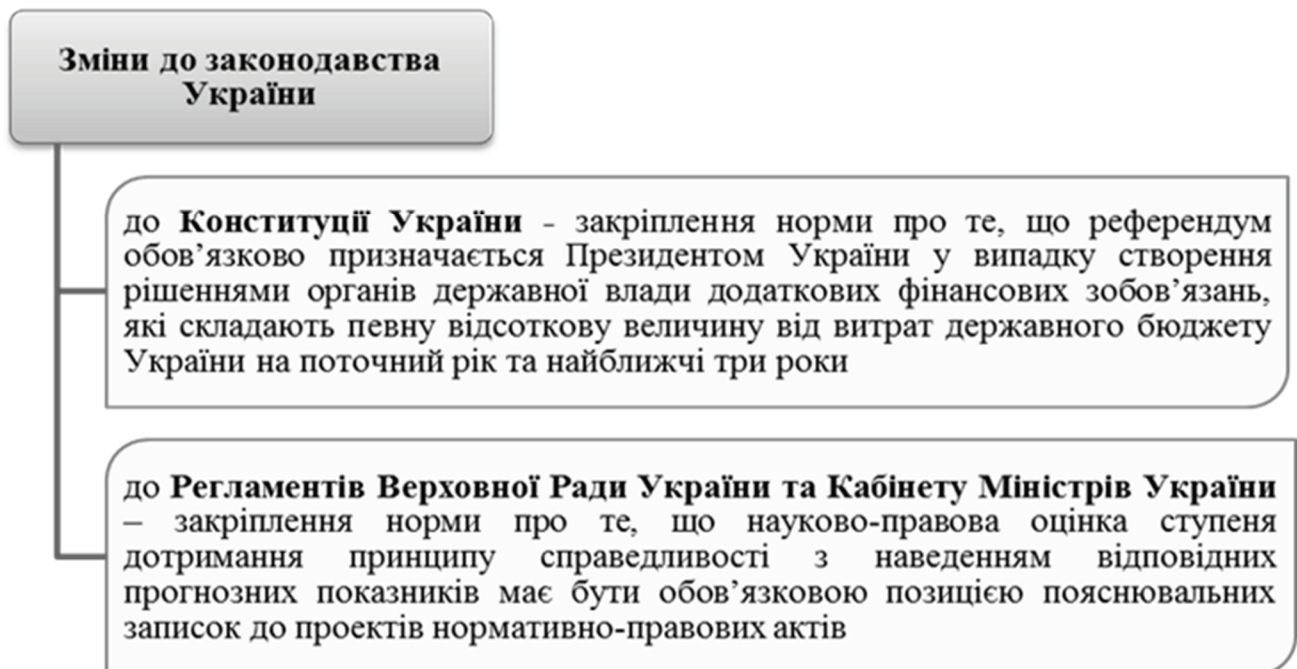 Зміни до законодавства
України
до Конституції України - закріплення норми про те, що референдум
обов’язково призначається Президентом України у випадку створення
рішеннями органів державної влади додаткових фінансових зобов’язань,
які складають певну відсоткову величину від витрат державного бюджету
України на поточний рік та найближчі три роки
до Регламентів Верховної Ради України та Кабінету Міністрів України
– закріплення норми про те, що науково-правова оцінка ступеня
дотримання принципу справедливості з наведенням відповідних
прогнозних показників має бути обов’язковою позицією пояснювальних
записок до проектів нормативно-правових актів